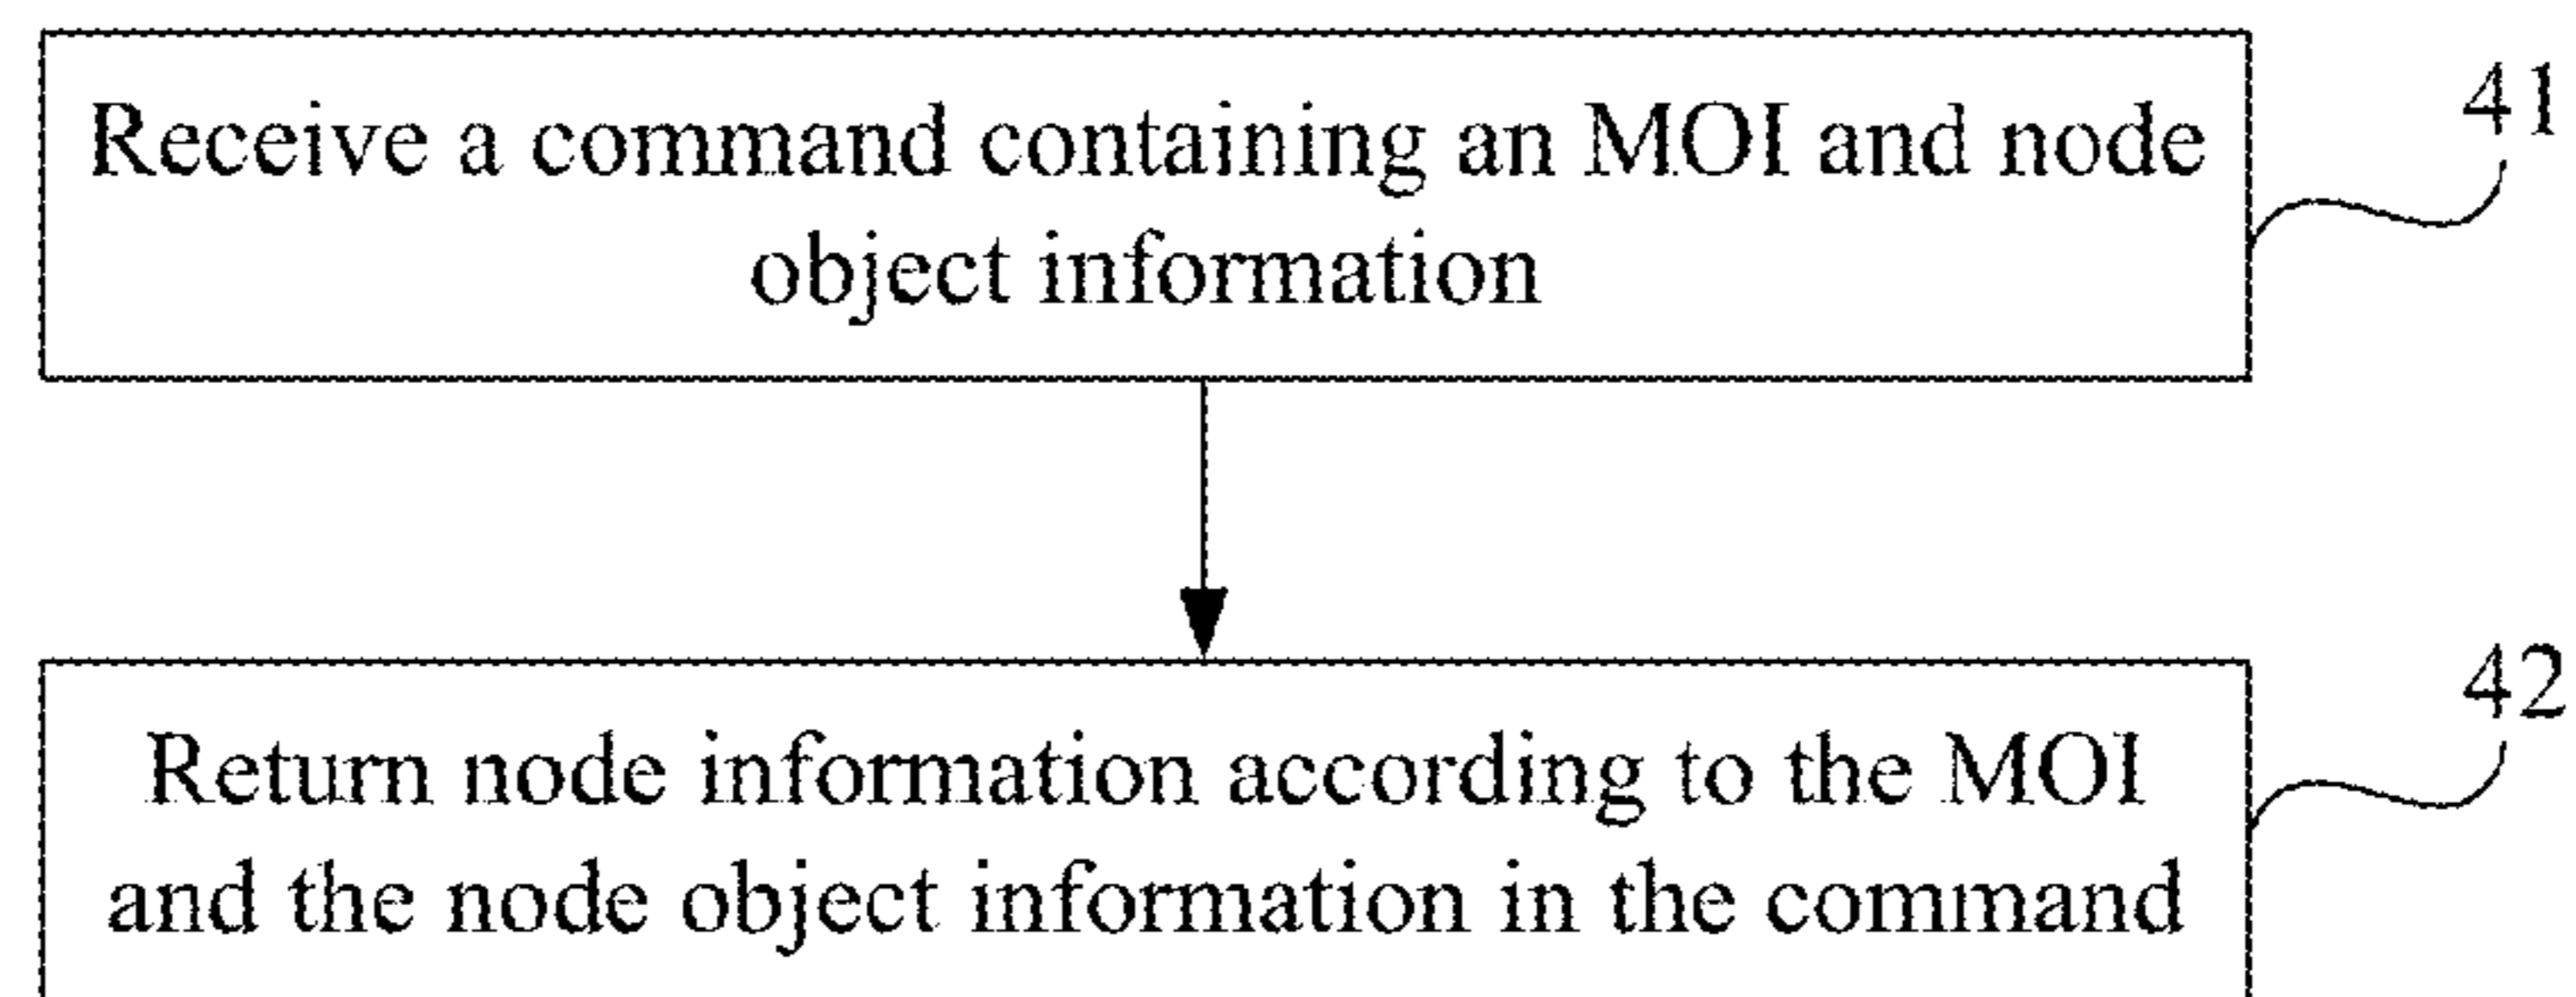 Receive a command containing an MOI and node
object information
41
Return node information according to the MOI
and the node object information in the command
42